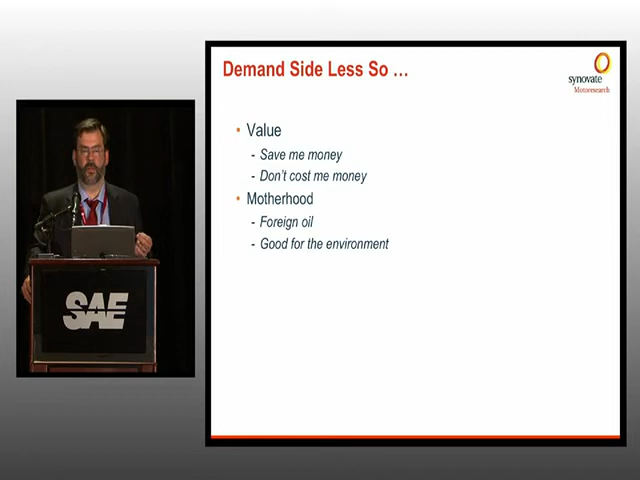 Demand Side Less So …
synovate
Motoresearch
• Value
- Save me money
- Don't cost me money
• Motherhood
- Foreign oil
- Good for the environment
SAE